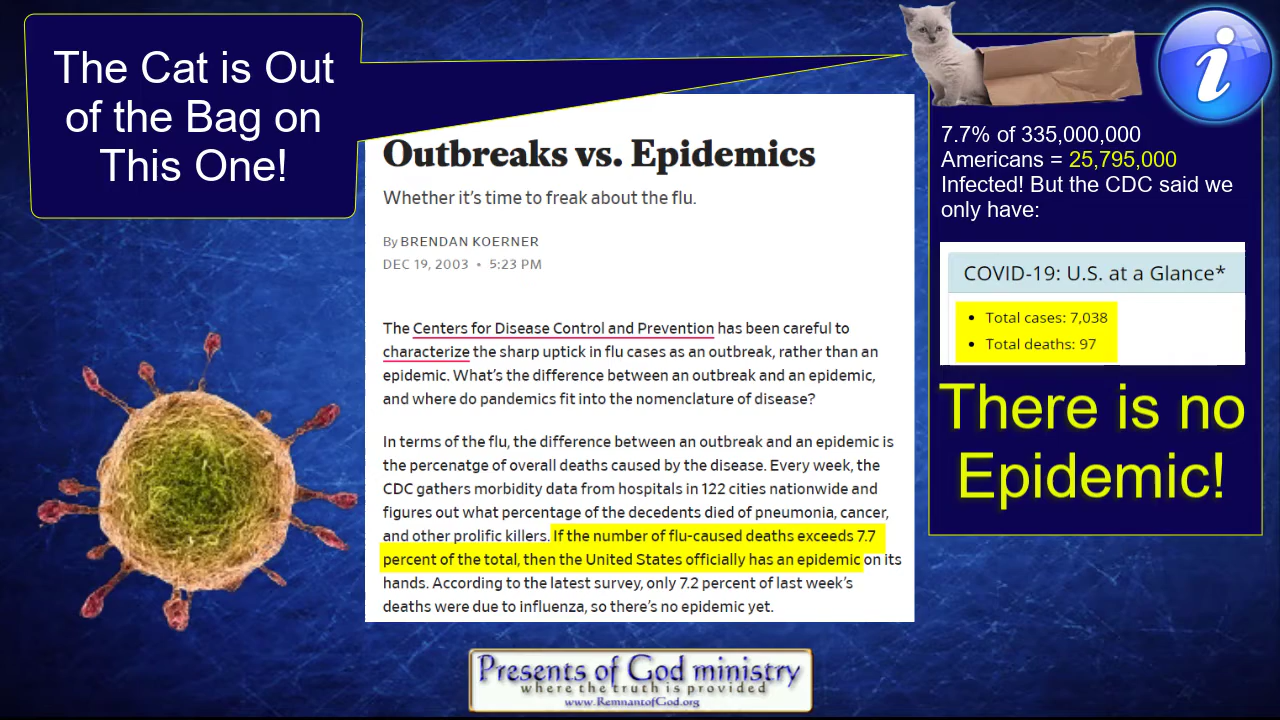 The Cat is Out
of the Bag on
This One!
Outbreaks vs. Epidemics
Whether it's time to freak about the flu.
By BRENDAN KOERNER
DEC 19, 2003 • 5:23 PM
The Centers for Disease Control and Prevention has been careful to
characterize the sharp uptick in flu cases as an outbreak, rather than an
epidemic. What's the difference between an outbreak and an epidemic,
and where do pandemics fit into the nomenclature of disease?
In terms of the flu, the difference between an outbreak and an epidemic is
the percenatge of overall deaths caused by the disease. Every week, the
CDC gathers morbidity data from hospitals in 122 cities nationwide and
figures out what percentage of the decedents died of pneumonia, cancer,
and other prolific killers. If the number of flu-caused deaths exceeds 7.7
percent of the total, then the United States officially has an epidemic on its
hands. According to the latest survey, only 7.2 percent of last week's
deaths were due to influenza, so there's no epidemic yet.
i
7.7% of 335,000,000
Americans = 25,795,000
Infected! But the CDC said we
only have:
COVID-19: U.S. at a Glance*
• Total cases: 7,038
• Total deaths: 97
There is no
Epidemic!
Presents of God ministry
where the truth is provided
www.RemnantofGod.org